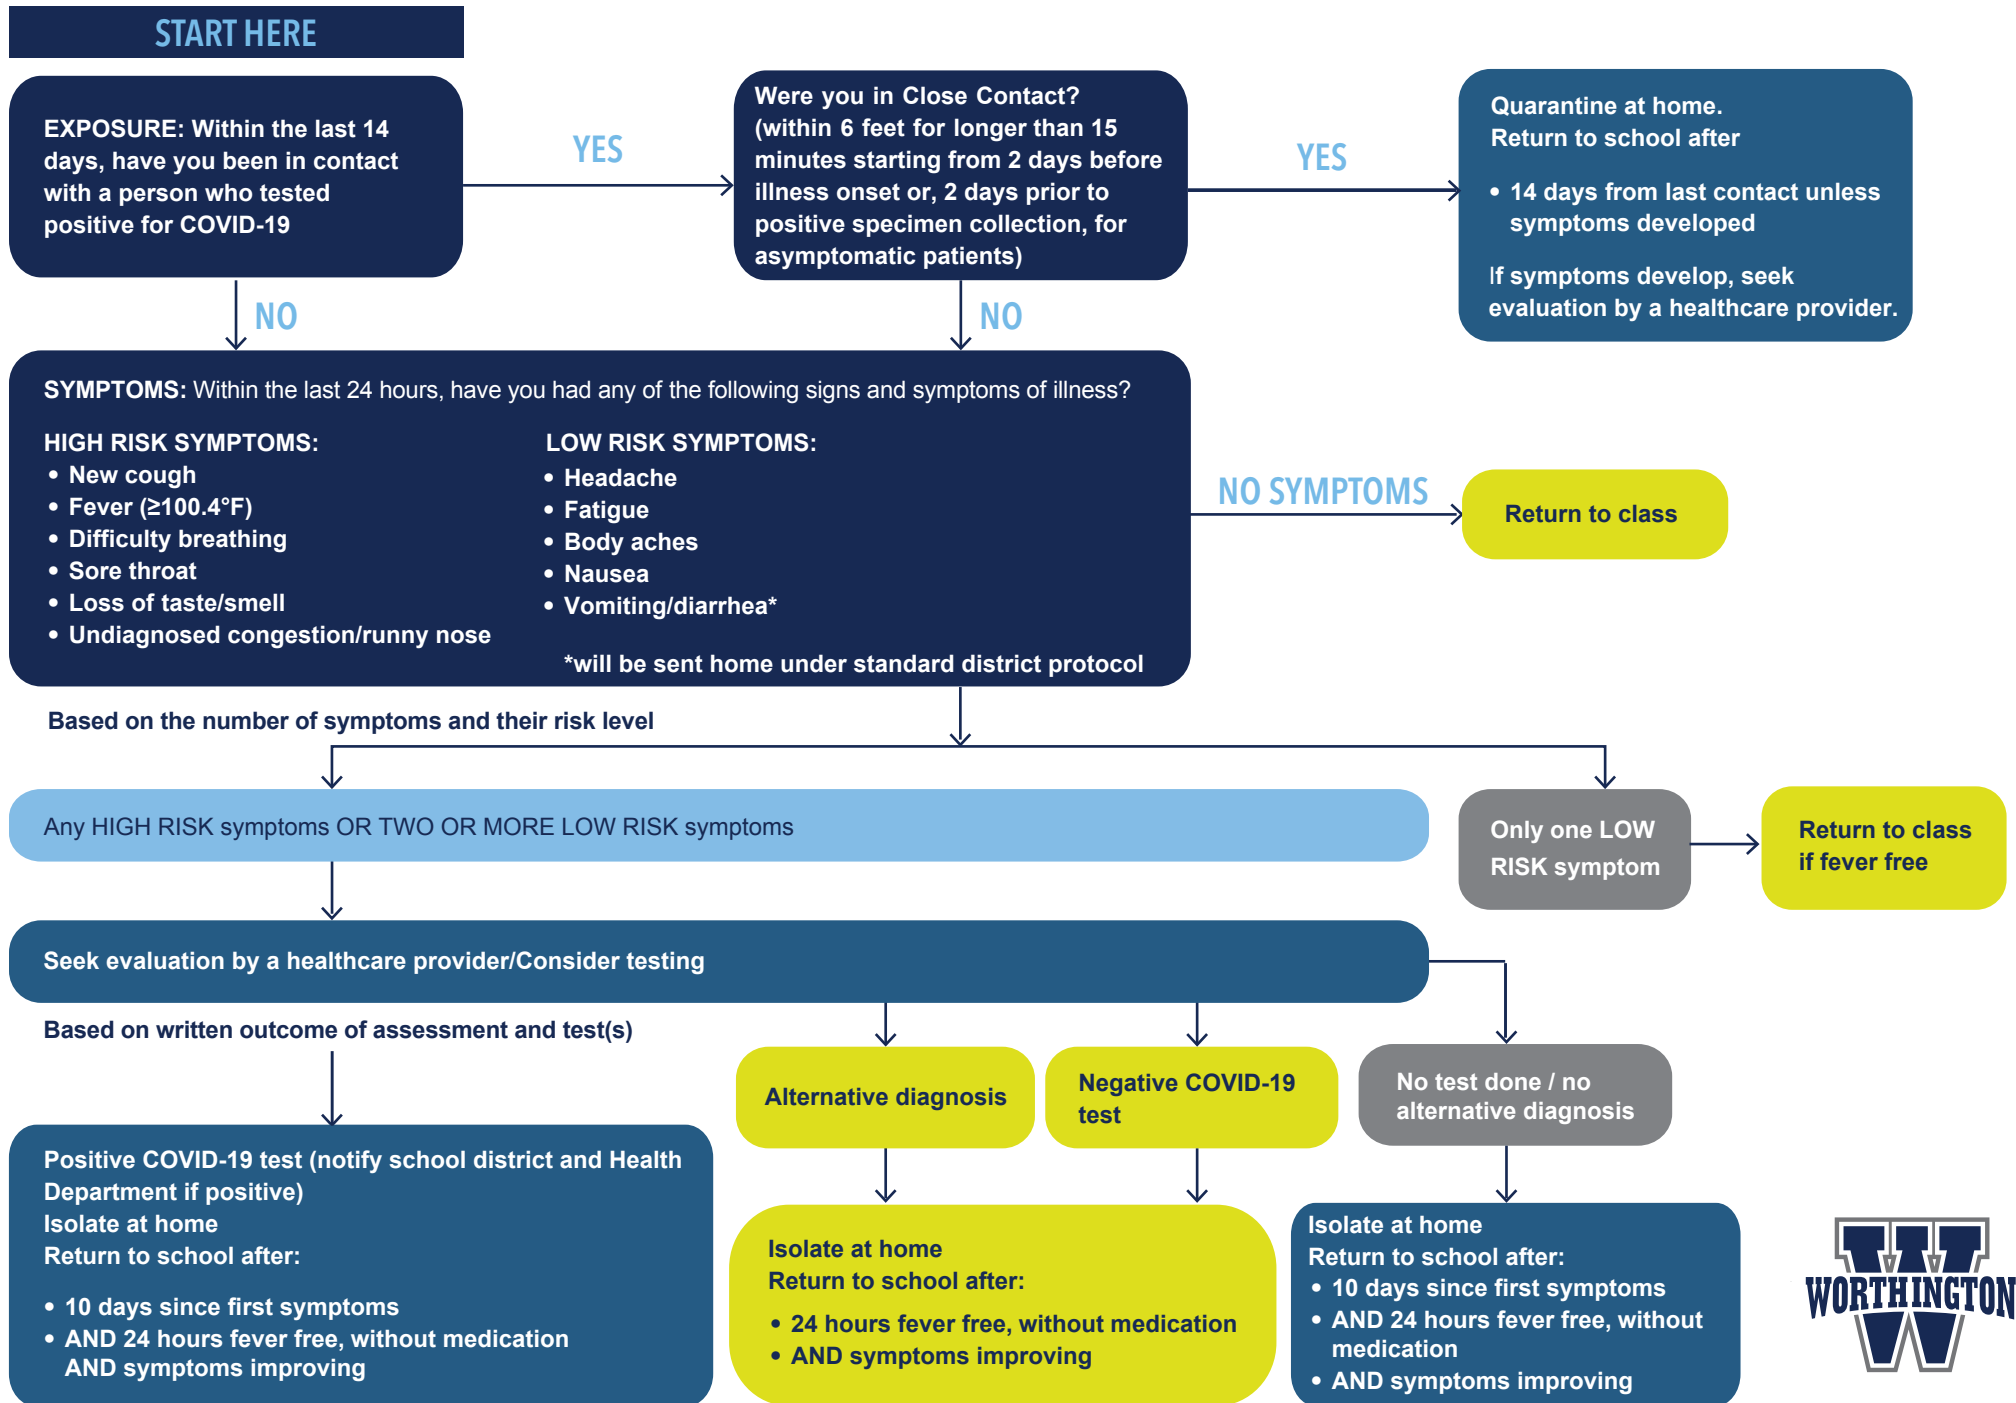 START HERE
EXPOSURE: Within the last 14
days, have you been in contact
with a person who tested
positive for COVID-19
YES
Were you in Close Contact?
(within 6 feet for longer than 15
minutes starting from 2 days before
illness onset or, 2 days prior to
positive specimen collection, for
asymptomatic patients)
YES
Quarantine at home.
Return to school after
• 14 days from last contact unless
symptoms developed
If symptoms develop, seek
evaluation by a healthcare provider.
NO
NO
SYMPTOMS: Within the last 24 hours, have you had any of the following signs and symptoms of illness?
HIGH RISK SYMPTOMS:
• New cough
• Fever (≥100.4°F)
• Difficulty breathing
• Sore throat
• Loss of taste/smell
• Undiagnosed congestion/runny nose
LOW RISK SYMPTOMS:
• Headache
• Fatigue
• Body aches
• Nausea
• Vomiting/diarrhea*
*will be sent home under standard district protocol
NO SYMPTOMS
Return to class
Based on the number of symptoms and their risk level
Any HIGH RISK symptoms OR TWO OR MORE LOW RISK symptoms
Only one LOW
RISK symptom
Return to class
if fever free
Seek evaluation by a healthcare provider/Consider testing
Based on written outcome of assessment and test(s)
Alternative diagnosis
Negative COVID-19
test
No test done / no
alternative diagnosis
Positive COVID-19 test (notify school district and Health
Department if positive)
Isolate at home
Return to school after:
• 10 days since first symptoms
• AND 24 hours fever free, without medication
AND symptoms improving
Isolate at home
Return to school after:
• 24 hours fever free, without medication
• AND symptoms improving
Isolate at home
Return to school after:
• 10 days since first symptoms
• AND 24 hours fever free, without
medication
• AND symptoms improving
W
WORTHINGTON